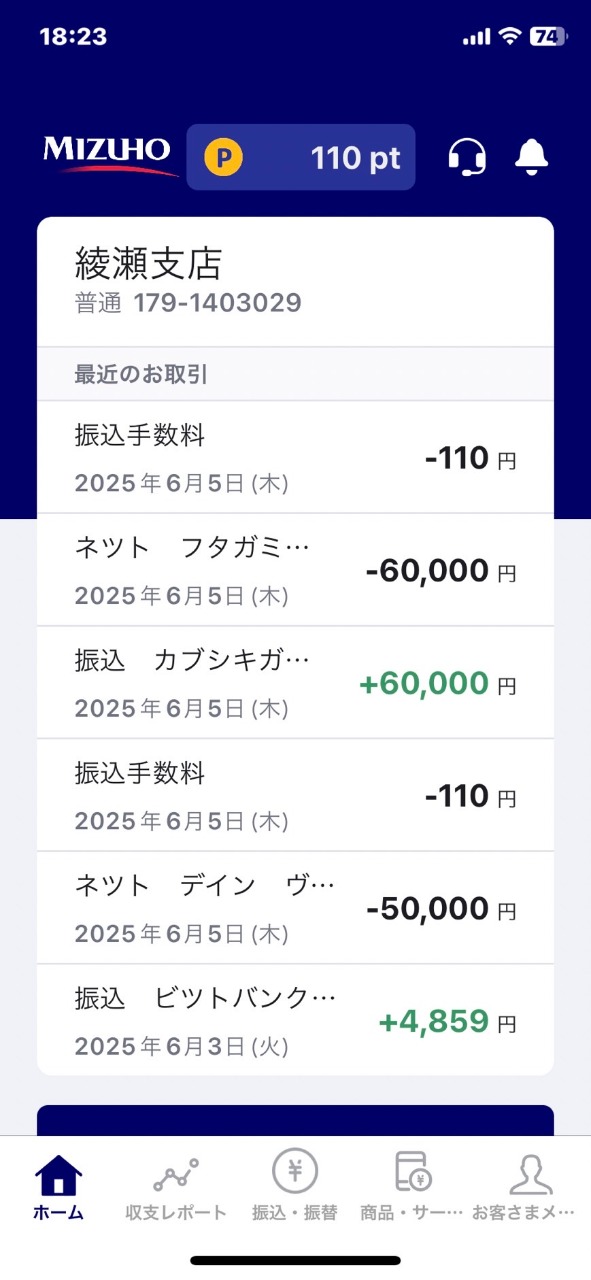 18:23
74
MIZUHO
P 110 pt
綾瀬支店
普通 179-1403029
最近のお取引
振込手数料
-110 円
2025年6月5日(木)
ネツト　フタガミ…
-60,000 円
2025年6月5日(木)
振込　カブシキガ…
+60,000 円
2025年6月5日(木)
振込手数料
-110 円
2025年6月5日(木)
ネツト　デイン　ヴ…
-50,000 円
2025年6月5日(木)
振込　ビツトバンク…
+4,859 円
2025年6月3日(火)
ホーム 収支レポート 振込・振替 商品・サー… お客さまメ…